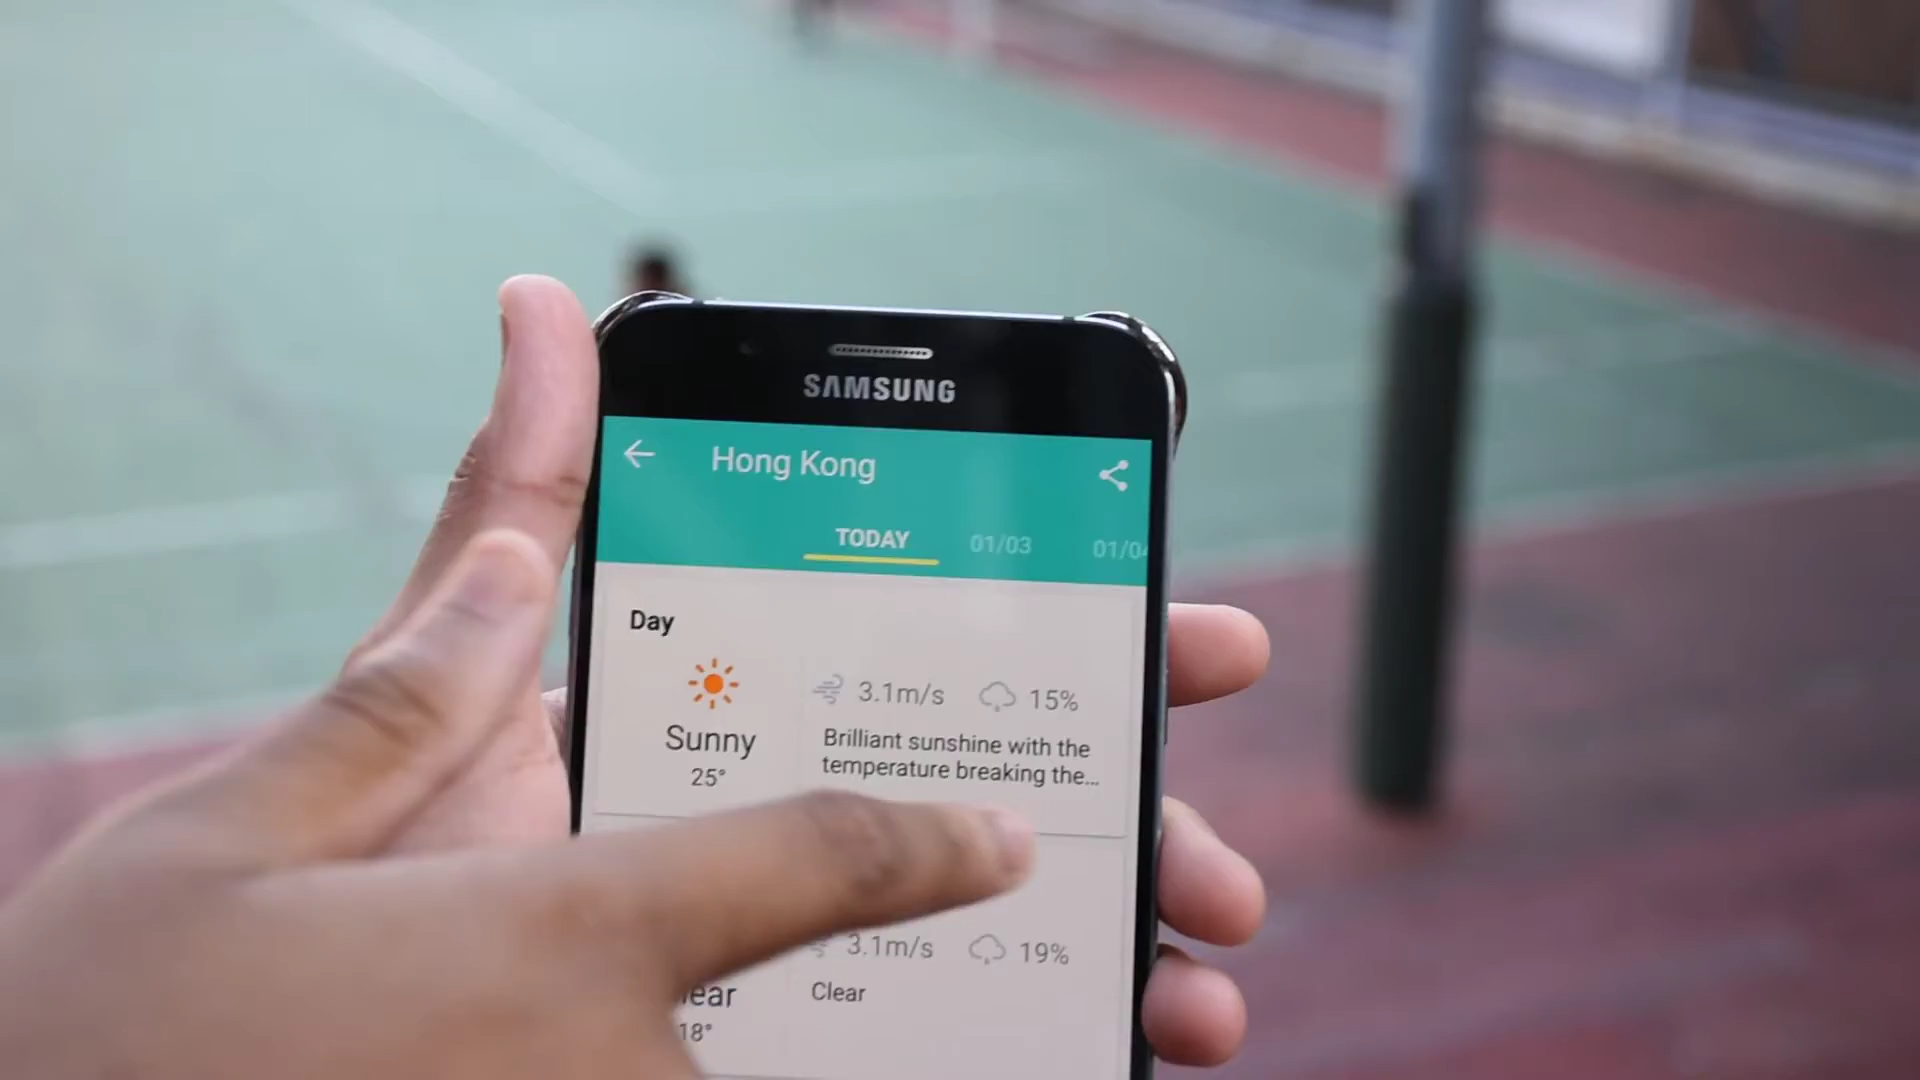 SAMSUNG
Hong Kong
TODAY 01/03 01/04
Day
3.1m/s 15%
Sunny
Brilliant sunshine with the
temperature breaking the...
25°
3.1m/s 19%
lear
Clear
18°